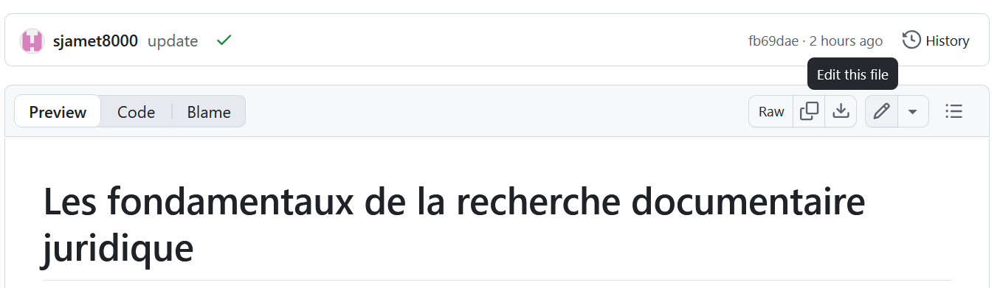 sjamet8000 update fb69dae · 2 hours ago History
Edit this file
Preview Code Blame Raw
Les fondamentaux de la recherche documentaire
juridique